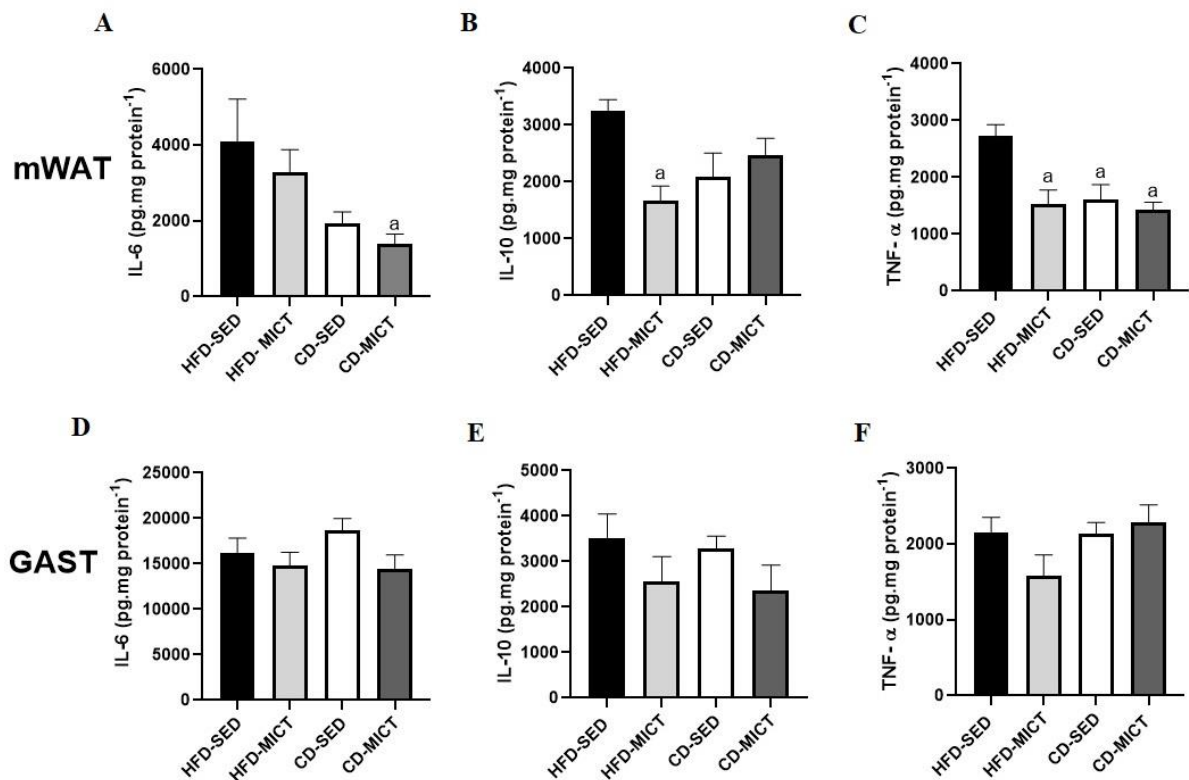 A
B
C
mWAT
IL-6 (pg.mg protein⁻¹)
6000
4000
2000
0
a
HFD-SED
HFD- MICT
CD-SED
CD-MICT
IL-10 (pg.mg protein⁻¹)
4000
3000
2000
1000
0
a
HFD-SED
HFD-MICT
CD-SED
CD-MICT
TNF- α (pg.mg protein⁻¹)
4000
3000
2000
1000
0
a
a
a
HFD-SED
HFD-MICT
CD-SED
CD-MICT
D
E
F
GAST
IL-6 (pg.mg protein⁻¹)
25000
20000
15000
10000
5000
0
HFD-SED
HFD-MICT
CD-SED
CD-MICT
IL-10 (pg.mg protein⁻¹)
5000
4000
3000
2000
1000
0
HFD-SED
HFD-MICT
CD-SED
CD-MICT
TNF- α (pg.mg protein⁻¹)
3000
2000
1000
0
HFD-SED
HFD-MICT
CD-SED
CD-MICT